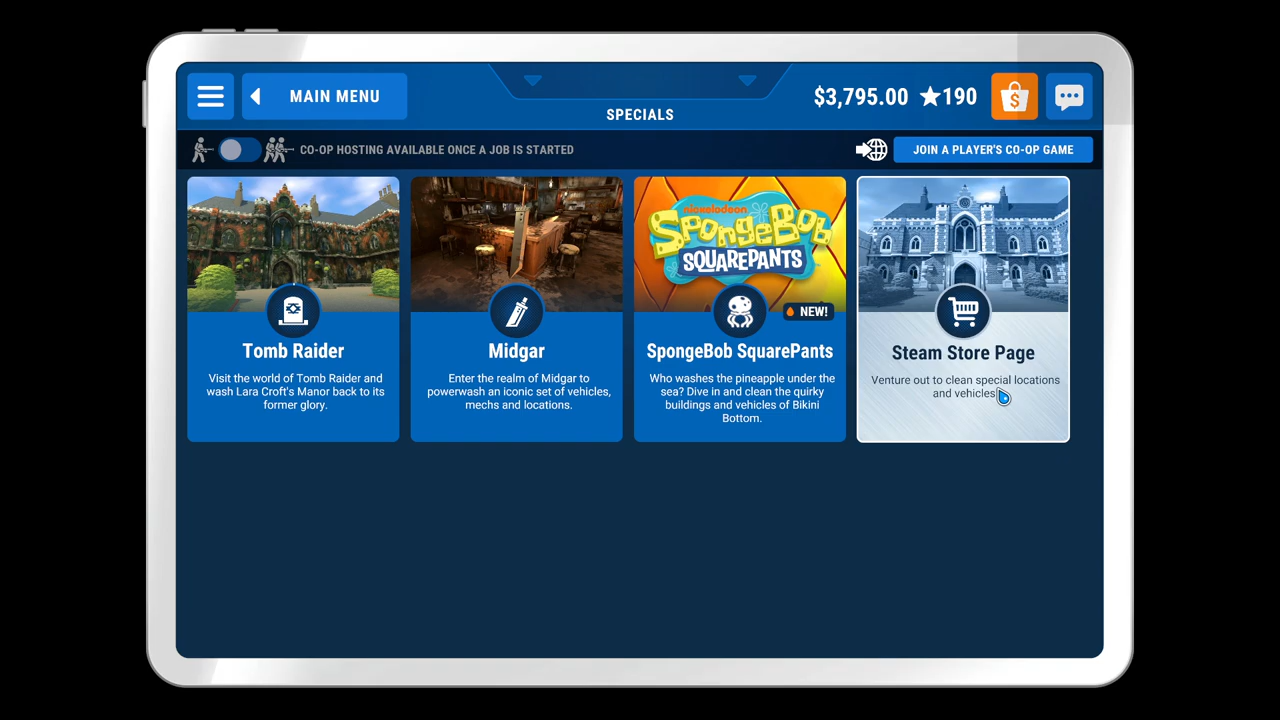 MAIN MENU
$3,795.00 ★190
SPECIALS
CO-OP HOSTING AVAILABLE ONCE A JOB IS STARTED
JOIN A PLAYER'S CO-OP GAME
Tomb Raider
Visit the world of Tomb Raider and
wash Lara Croft's Manor back to its
former glory.
Midgar
Enter the realm of Midgar to
powerwash an iconic set of vehicles,
mechs and locations.
nickelodeon
SpongeBob
SQUAREPANTS
NEW!
SpongeBob SquarePants
Who washes the pineapple under the
sea? Dive in and clean the quirky
buildings and vehicles of Bikini
Bottom.
Steam Store Page
Venture out to clean special locations
and vehicles